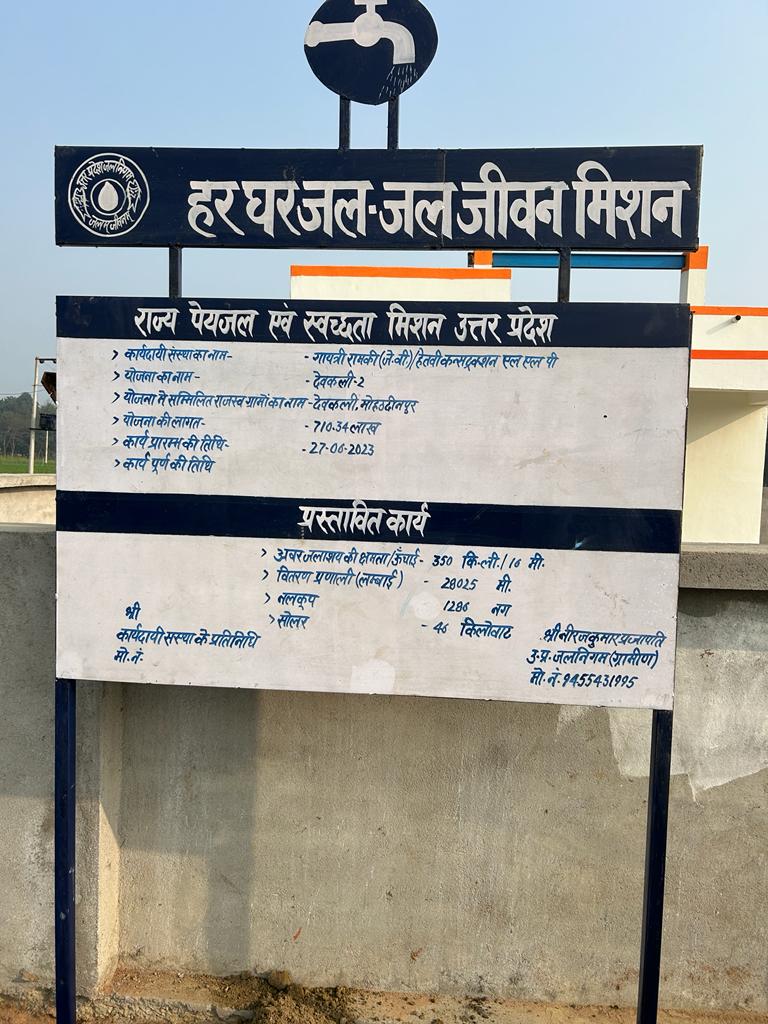 हर घर जल-जल जीवन मिशन
राज्य पेयजल एवं स्वच्छता मिशन उत्तर प्रदेश
> कार्यदायी संस्था का नाम- - गायत्री रामकी (जे.वी)/हेतवी कन्सट्रक्शन एल एल पी
> योजना का नाम- - देवकली-2
> योजना मे सम्मिलित राजस्व ग्रामों का नाम - देवकली, मोहउदीनपुर
> योजना की लागत- - 710.34 लाख
> कार्य प्रारम्भ की तिथि- - 27-06-2023
> कार्य पूर्ण की तिथि
प्रस्तावित कार्य
> अवर जलाशय की क्षमता/ऊँचाई - 350 कि.ली./16 मी.
> वितरण प्रणाली (लम्बाई) - 28025 मी.
> नलकूप 1286 नग
> सोलर - 46 किलोवाट
श्री
कार्यदायी संस्था के प्रतिनिधि
मो. नं-
श्री नीरज कुमार प्रजापति
उ.प्र. जल निगम (ग्रामीण)
मो. नं. 9455431995